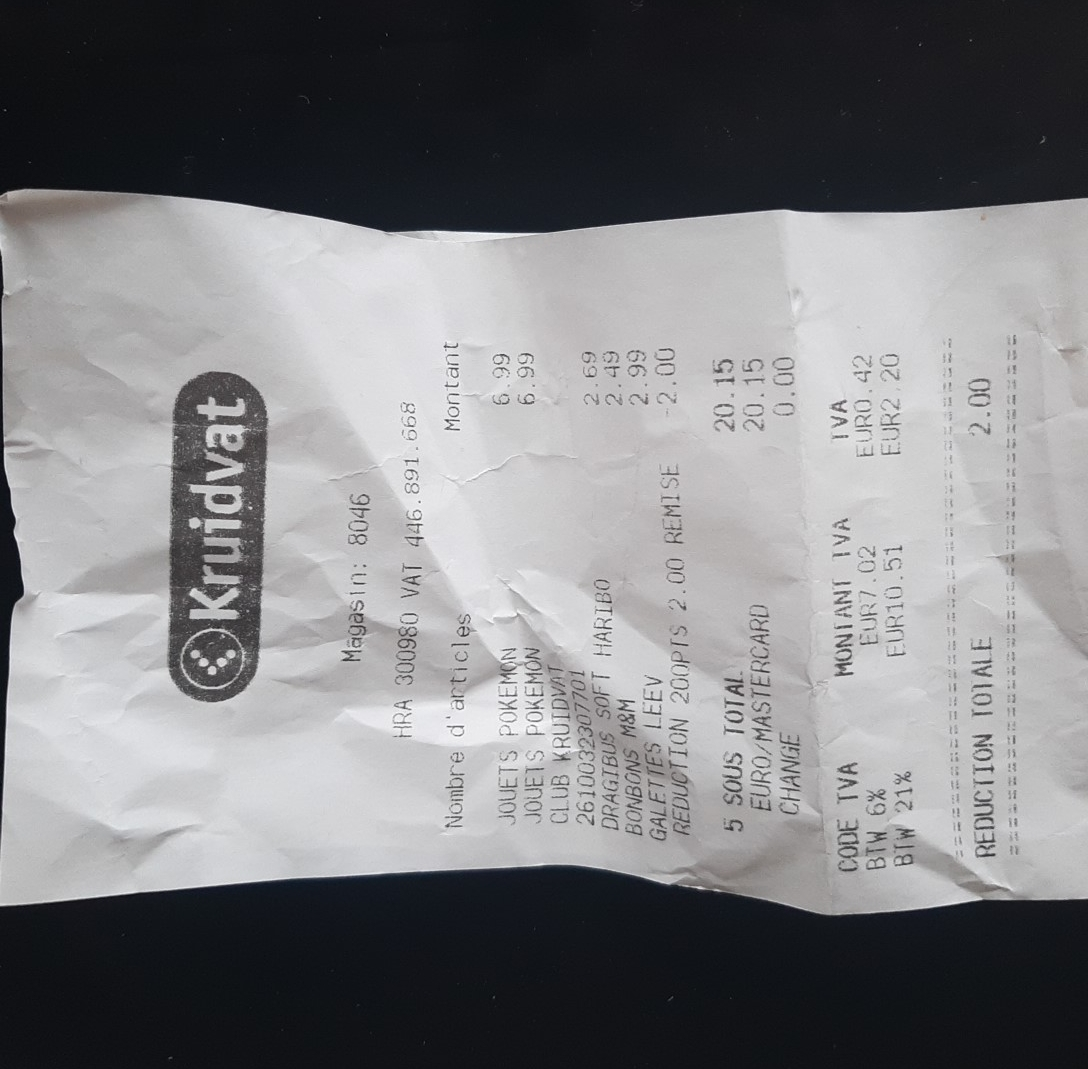 Kruidvat
Magasin: 8046
HRA 300980 VAT 446.891.668
Nombre d'articles Montant
JOUETS POKEMON 6.99
JOUETS POKEMON 6.99
CLUB KRUIDVAT
2610032307701
DRAGIBUS SOFT HARIBO 2.69
BONBONS M&M 2.49
GALETTES LEEV 2.99
REDUCTION 200PTS 2.00 REMISE -2.00
5 SOUS TOTAL 20.15
EURO/MASTERCARD 20.15
CHANGE 0.00
CODE TVA MONTANT TVA TVA
BTW 6% EUR7.02 EUR0.42
BTW 21% EUR10.51 EUR2.20
REDUCTION TOTALE 2.00